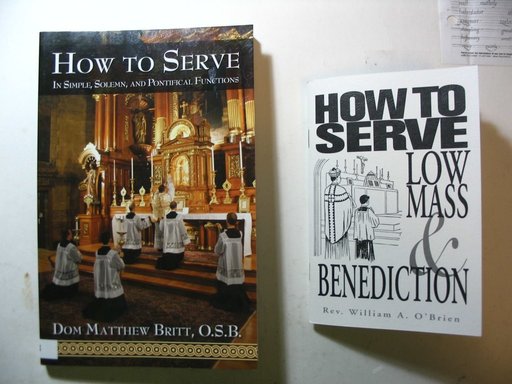 How to Serve
In Simple, Solemn, and Pontifical Functions
Dom Matthew Britt, O.S.B.
HOW TO
SERVE
LOW
MASS
&
BENEDICTION
Rev. William A. O'Brien